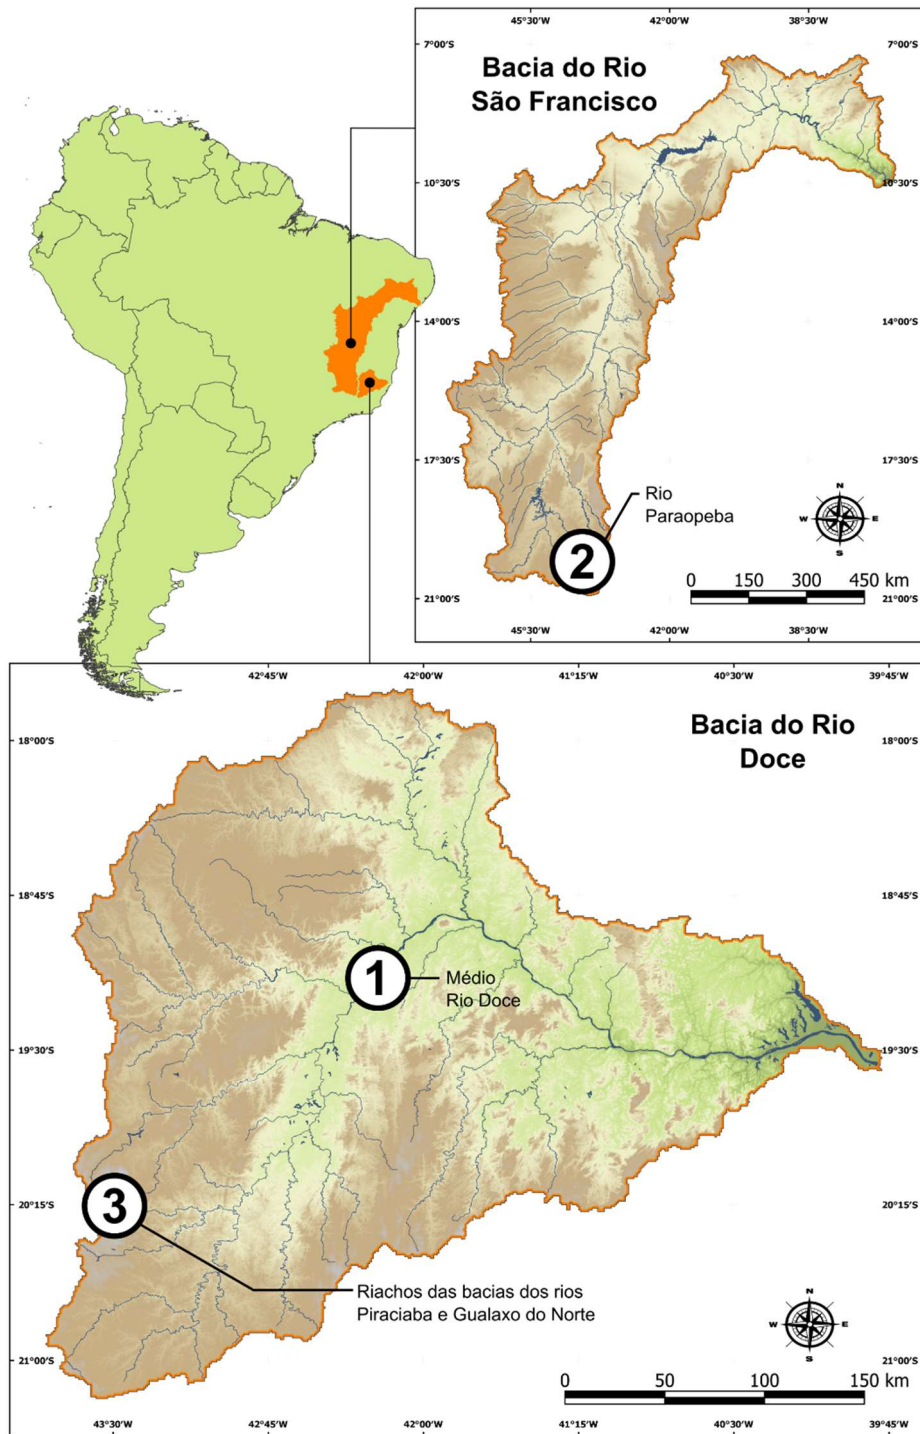 45°30'W 42°00'W 38°30'W
7°00'S 7°00'S
Bacia do Rio
São Francisco
10°30'S 10°30'S
14°00'S 14°00'S
17°30'S 17°30'S
Rio
Paraopeba
N
W E
S
2
0 150 300 450 km
21°00'S 21°00'S
45°30'W 42°00'W 38°30'W
42°45'W 42°00'W 41°15'W 40°30'W 39°45'W
Bacia do Rio
Doce
18°00'S 18°00'S
18°45'S 18°45'S
1
Médio
Rio Doce
19°30'S 19°30'S
3
20°15'S 20°15'S
Riachos das bacias dos rios
Piraciaba e Gualaxo do Norte
N
W E
S
21°00'S 21°00'S
0 50 100 150 km
43°30'W 42°45'W 42°00'W 41°15'W 40°30'W 39°45'W